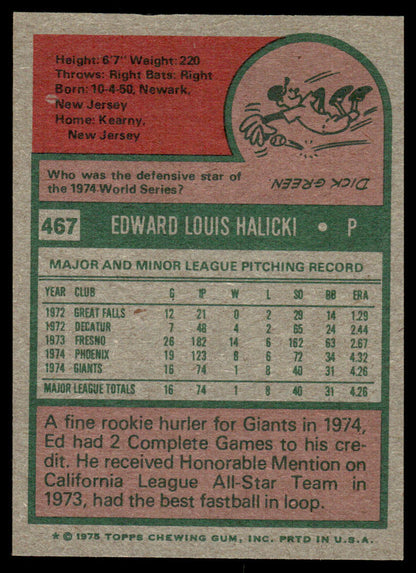 Height: 6'7" Weight: 220
Throws: Right Bats: Right
Born: 10-4-50, Newark,
New Jersey
Home: Kearny,
New Jersey
DICK GREEN
Who was the defensive star of
the 1974 World Series?
467 EDWARD LOUIS HALICKI • P
MAJOR AND MINOR LEAGUE PITCHING RECORD
YEAR CLUB G IP W L SO BB ERA
1972 GREAT FALLS 12 21 0 2 28 14 1.29
1972 DECATUR 7 48 4 2 65 24 2.44
1973 FRESNO 26 182 14 6 162 63 2.67
1974 PHOENIX 19 123 8 6 72 34 4.32
1974 GIANTS 16 74 1 8 40 31 4.26
MAJOR LEAGUE TOTALS 16 74 1 8 40 31 4.26
A fine rookie hurler for Giants in 1974,
Ed had 2 Complete Games to his cre-
dit. He received Honorable Mention on
California League All-Star Team in
1973, had the best fastball in loop.
* © 1975 TOPPS CHEWING GUM, INC. PRTD IN U.S.A.